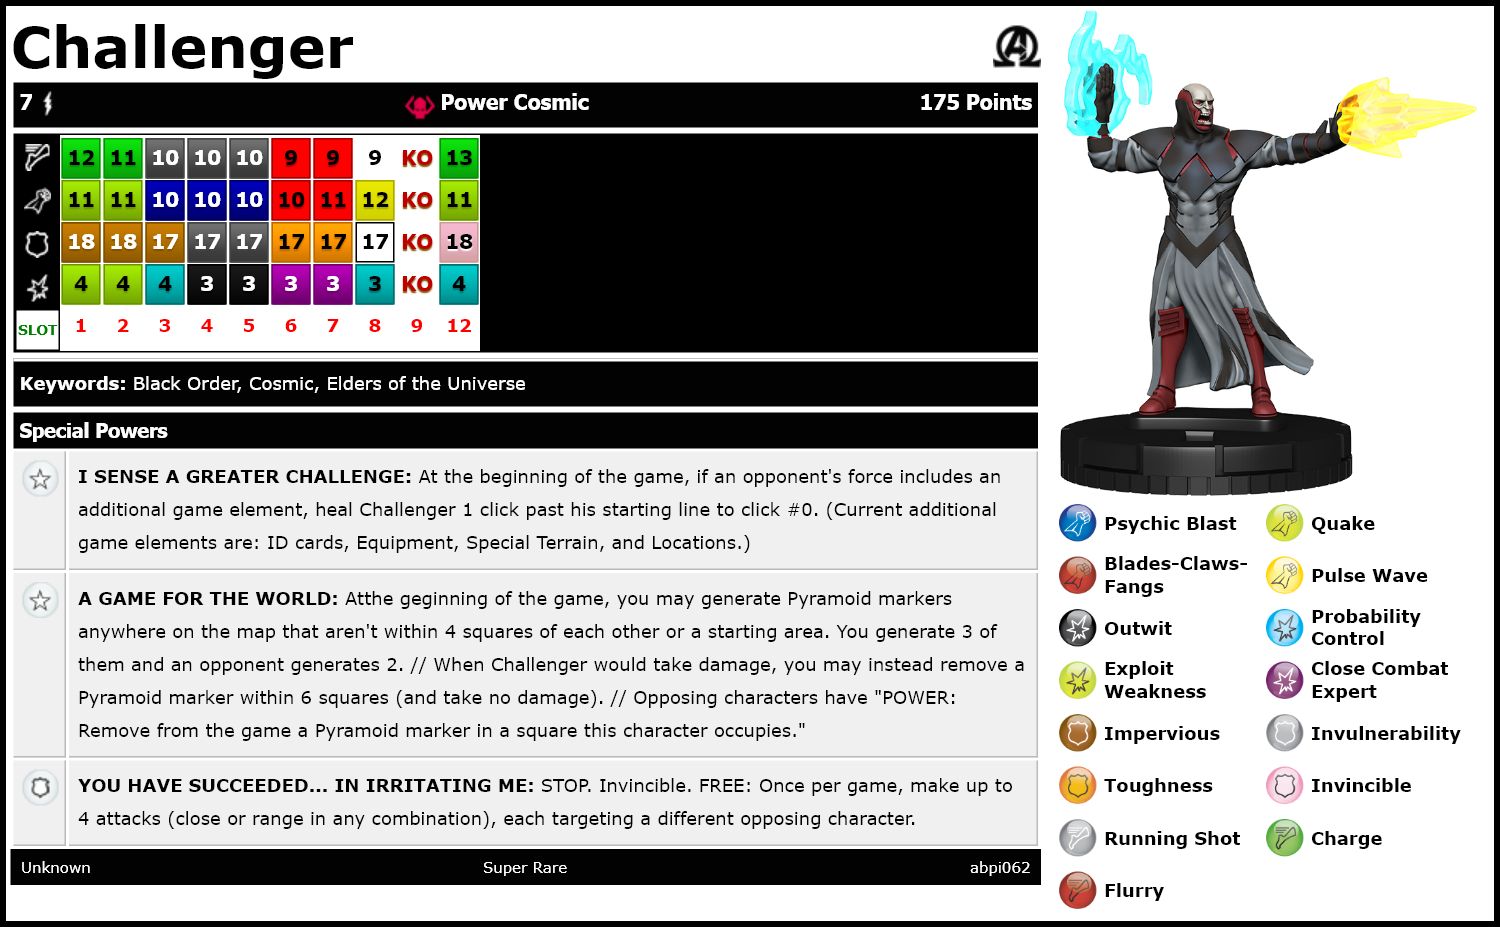 Challenger
7 Power Cosmic 175 Points
12 11 10 10 10 9 9 9 KO 13
11 11 10 10 10 10 11 12 KO 11
18 18 17 17 17 17 17 17 KO 18
4 4 4 3 3 3 3 3 KO 4
SLOT 1 2 3 4 5 6 7 8 9 12
Keywords: Black Order, Cosmic, Elders of the Universe
Special Powers
I SENSE A GREATER CHALLENGE: At the beginning of the game, if an opponent's force includes an
additional game element, heal Challenger 1 click past his starting line to click #0. (Current additional
game elements are: ID cards, Equipment, Special Terrain, and Locations.)
A GAME FOR THE WORLD: Atthe geginning of the game, you may generate Pyramoid markers
anywhere on the map that aren't within 4 squares of each other or a starting area. You generate 3 of
them and an opponent generates 2. // When Challenger would take damage, you may instead remove a
Pyramoid marker within 6 squares (and take no damage). // Opposing characters have "POWER:
Remove from the game a Pyramoid marker in a square this character occupies."
YOU HAVE SUCCEEDED... IN IRRITATING ME: STOP. Invincible. FREE: Once per game, make up to
4 attacks (close or range in any combination), each targeting a different opposing character.
Unknown Super Rare abpi062
Psychic Blast Quake
Blades-Claws-
Fangs
Pulse Wave
Outwit
Probability
Control
Exploit
Weakness
Close Combat
Expert
Impervious Invulnerability
Toughness Invincible
Running Shot Charge
Flurry